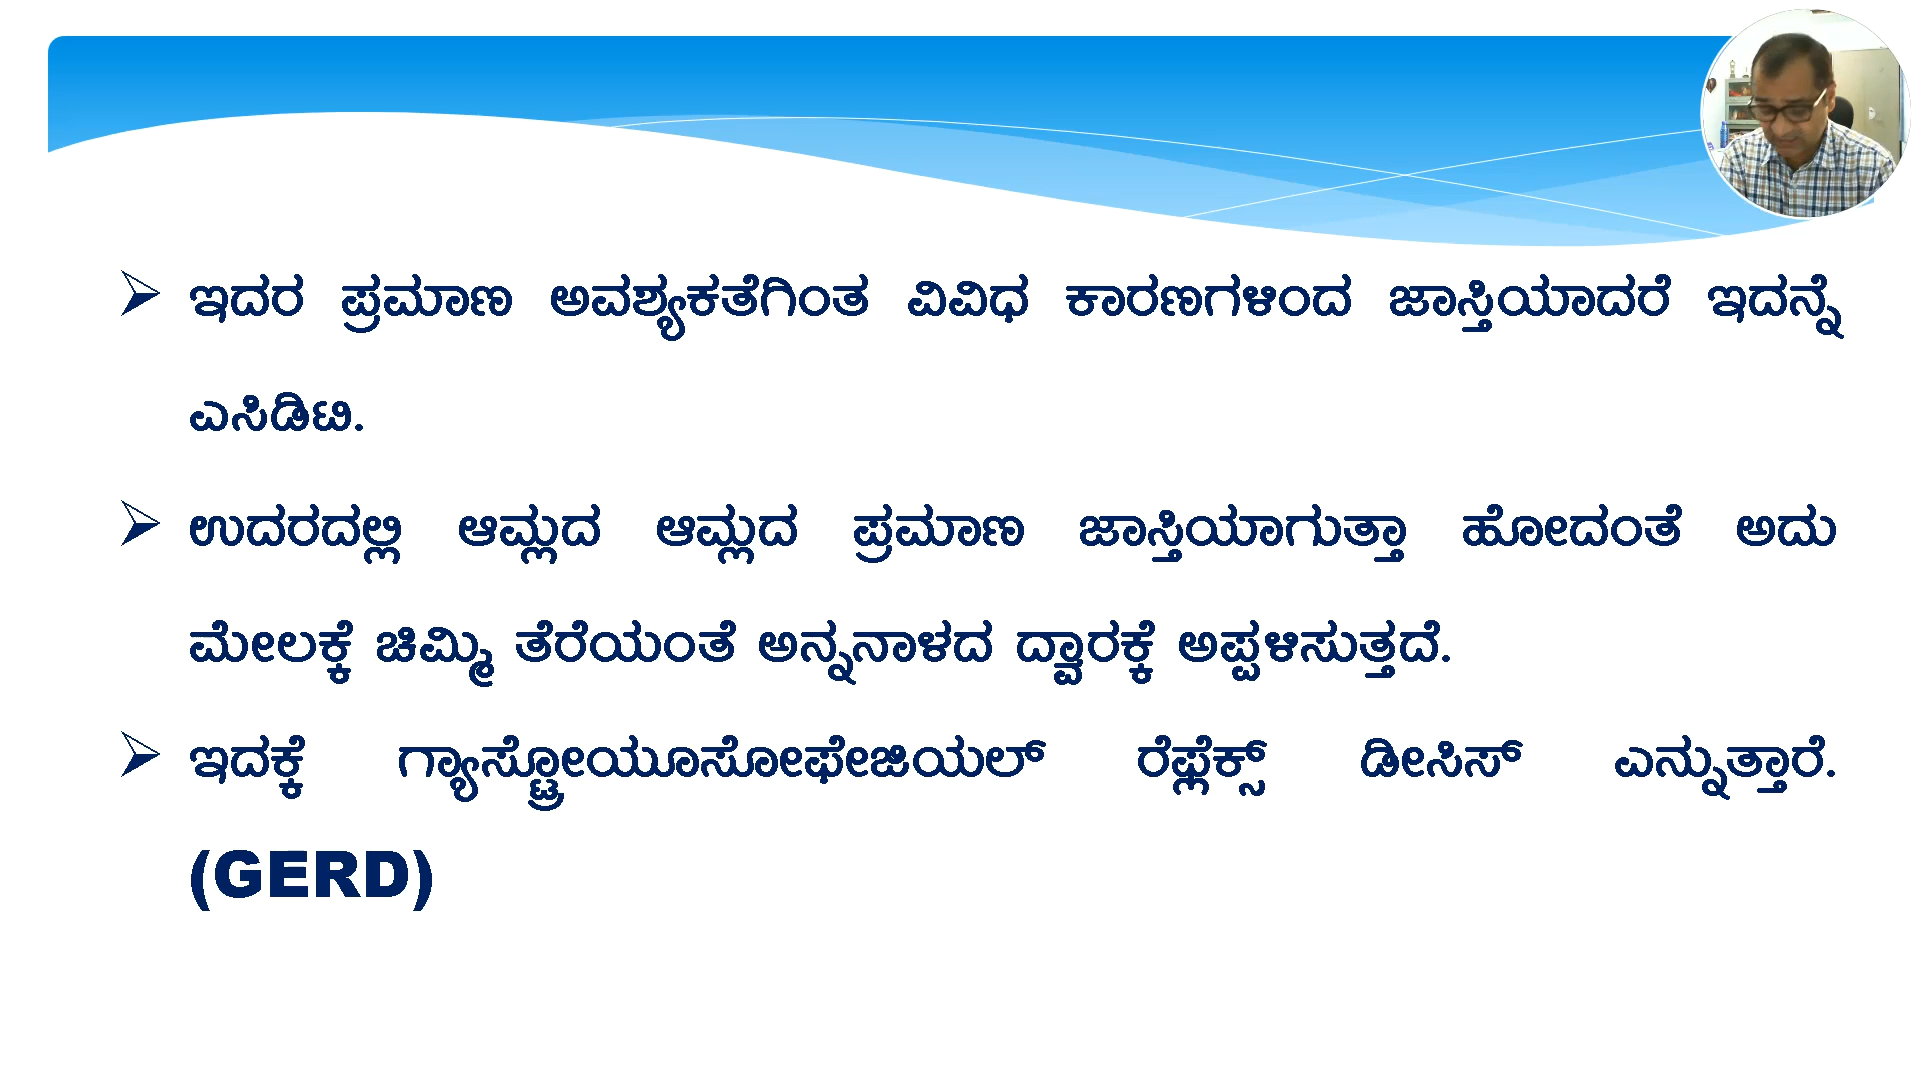 ➢ ಇದರ ಪ್ರಮಾಣ ಅವಶ್ಯಕತೆಗಿಂತ ವಿವಿಧ ಕಾರಣಗಳಿಂದ ಜಾಸ್ತಿಯಾದರೆ ಇದನ್ನೆ
ಎಸಿಡಿಟಿ.
➢ ಉದರದಲ್ಲಿ ಆಮ್ಲದ ಆಮ್ಲದ ಪ್ರಮಾಣ ಜಾಸ್ತಿಯಾಗುತ್ತಾ ಹೋದಂತೆ ಅದು
ಮೇಲಕ್ಕೆ ಚಿಮ್ಮಿ ತೆರೆಯಂತೆ ಅನ್ನನಾಳದ ದ್ವಾರಕ್ಕೆ ಅಪ್ಪಳಿಸುತ್ತದೆ.
➢ ಇದಕ್ಕೆ ಗ್ಯಾಸ್ಟ್ರೋಯೂಸೋಫೇಜಿಯಲ್ ರೆಫ್ಲೆಕ್ಸ್ ಡೀಸಿಸ್ ಎನ್ನುತ್ತಾರೆ.
(GERD)